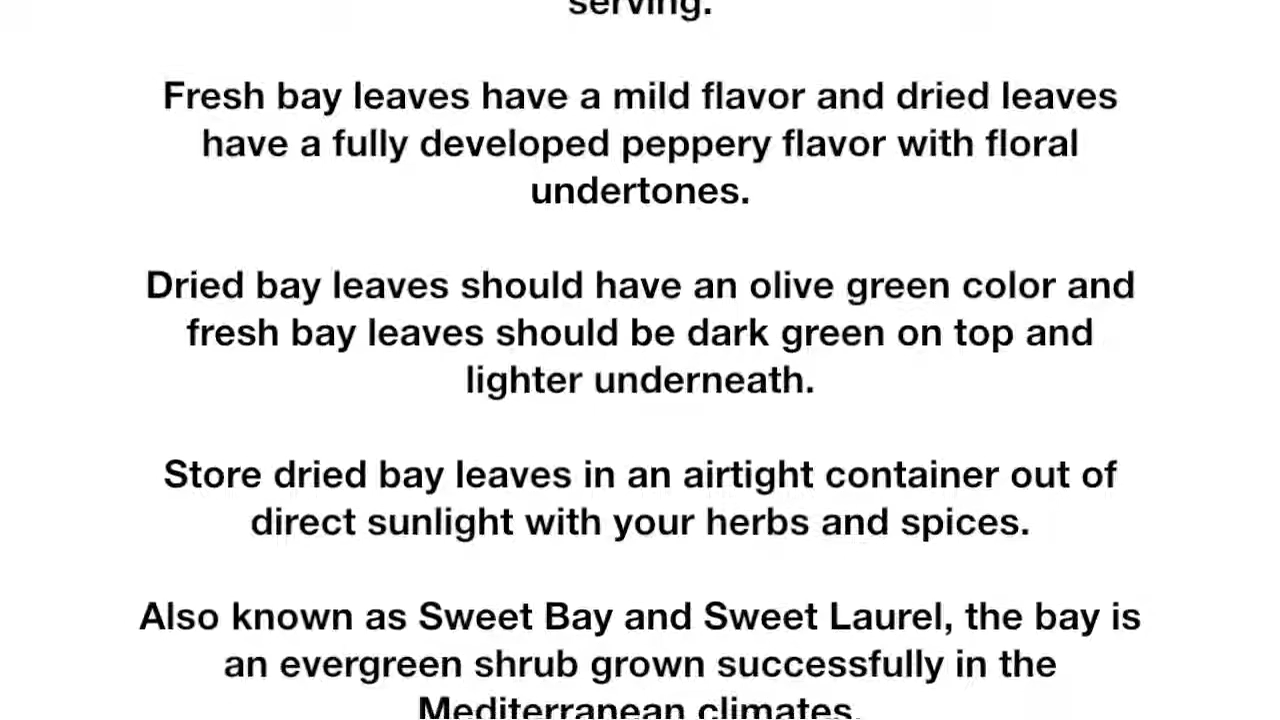 serving.
Fresh bay leaves have a mild flavor and dried leaves
have a fully developed peppery flavor with floral
undertones.
Dried bay leaves should have an olive green color and
fresh bay leaves should be dark green on top and
lighter underneath.
Store dried bay leaves in an airtight container out of
direct sunlight with your herbs and spices.
Also known as Sweet Bay and Sweet Laurel, the bay is
an evergreen shrub grown successfully in the
Mediterranean climates.